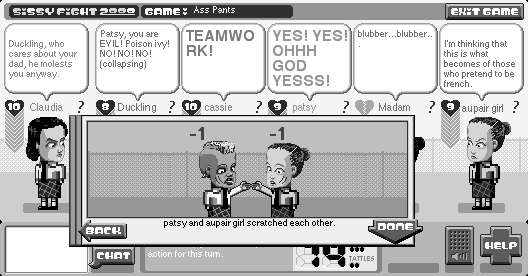 SISSY FIGHT 2000
GAME: Ass Pants
EXIT GAME
Duckling, who
cares about your
dad, he molests
you anyway.
Patsy, you are
EVIL! Poison ivy!
NO! NO! NO!
(collapsing)
TEAMWO
RK!
YES! YES!
OHHH
GOD
YESSS!
blubber...blubber..
.
I'm thinking that
this is what
becomes of those
who pretend to be
french.
10 Claudia ?
8 Duckling ?
10 cassie ?
9 patsy ?
Madam ?
9 aupair girl ?
-1
-1
patsy and aupair girl scratched each other.
BACK
DONE
CHAT
action for this turn.
TATTLES
HELP